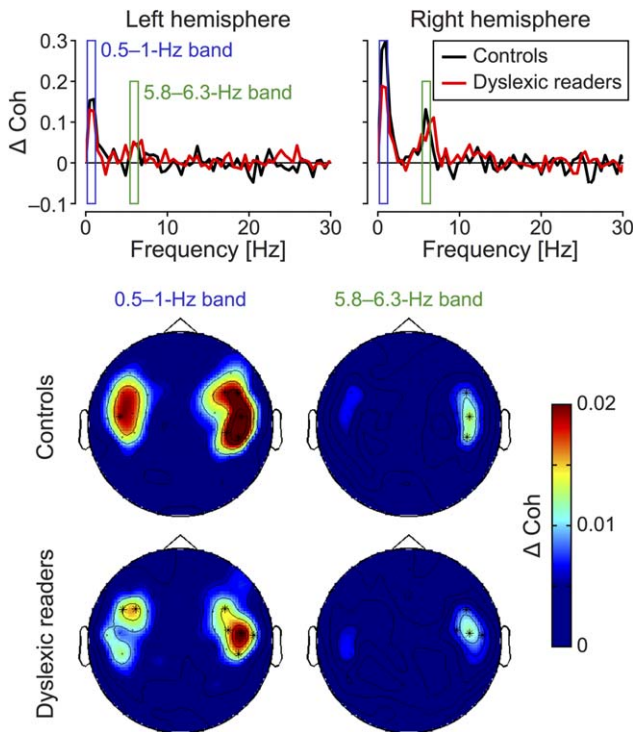 Left hemisphere
Right hemisphere
0.3
0.2
0.1
0
–0.1
Δ Coh
0.5–1-Hz band
5.8–6.3-Hz band
Controls
Dyslexic readers
0 10 20 30
0 10 20 30
Frequency [Hz]
Frequency [Hz]
0.5–1-Hz band
5.8–6.3-Hz band
Controls
Dyslexic readers
0.02
0.01
0
Δ Coh